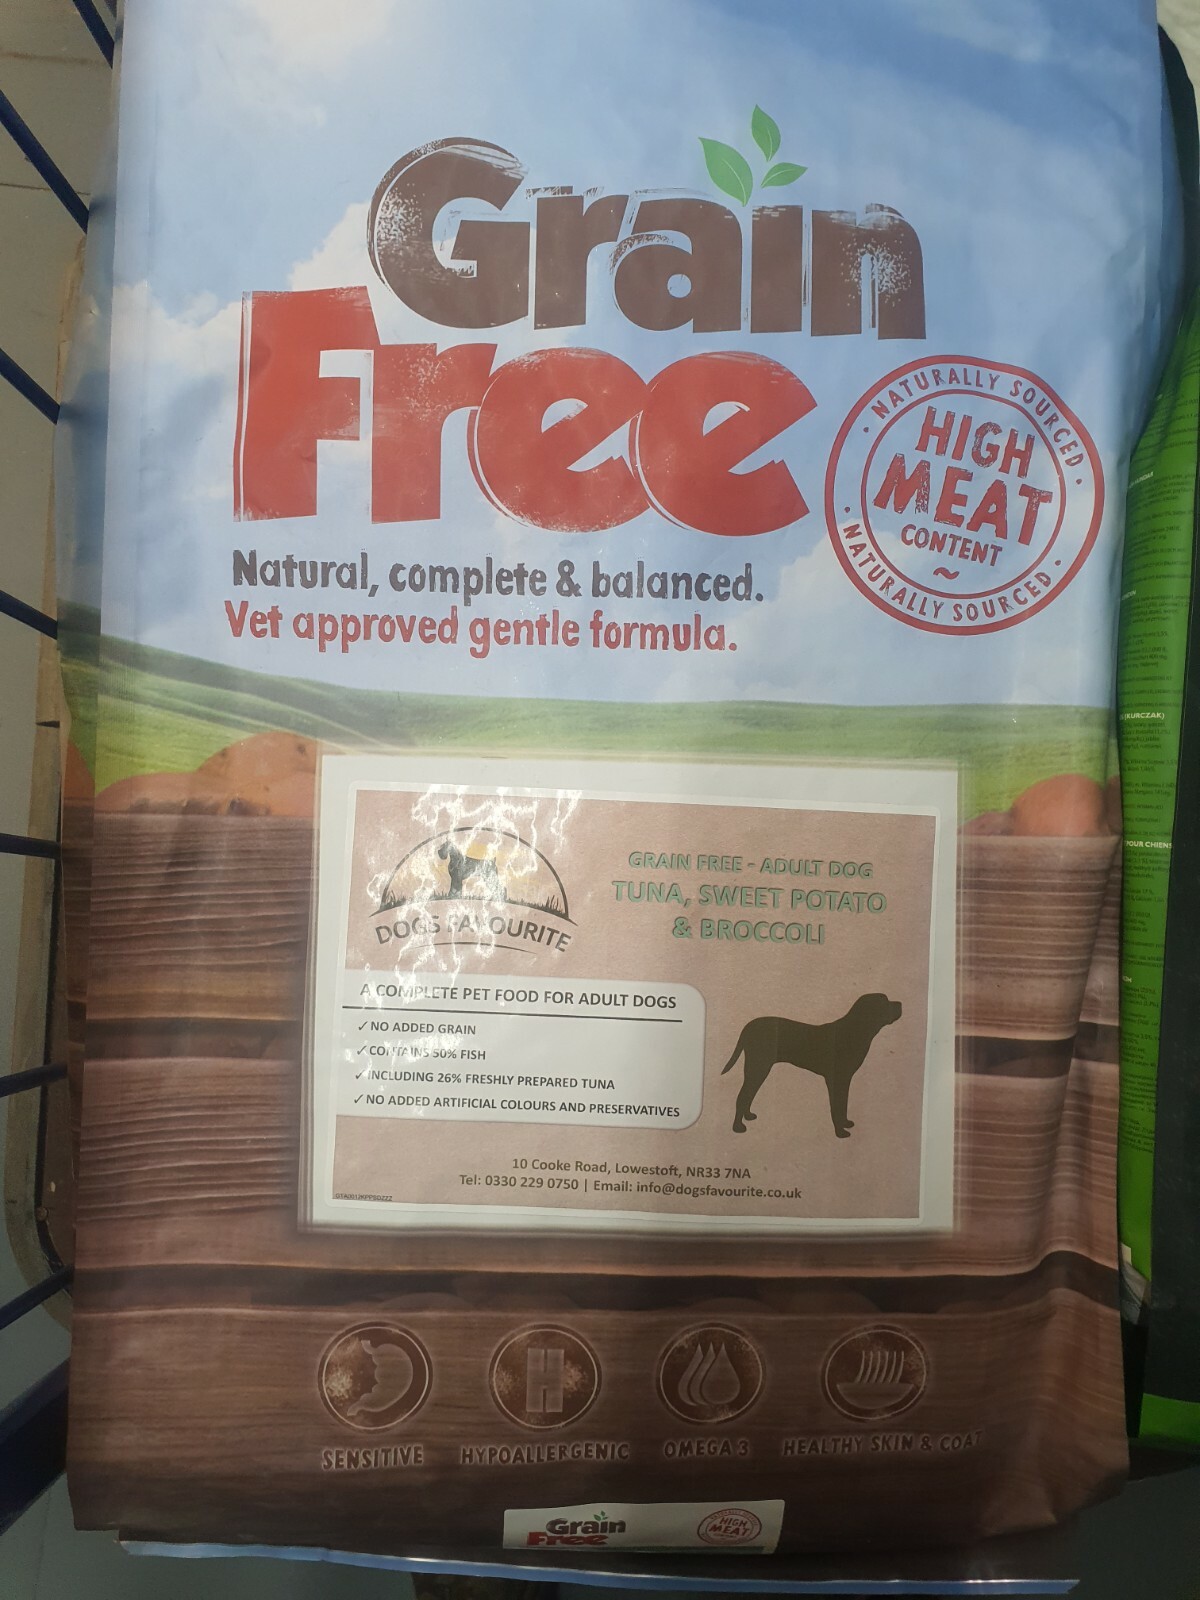 Grain
Free
NATURALLY SOURCED
HIGH
MEAT
CONTENT
NATURALLY SOURCED
Natural, complete & balanced.
Vet approved gentle formula.
DOGS FAVOURITE
GRAIN FREE - ADULT DOG
TUNA, SWEET POTATO
& BROCCOLI
A COMPLETE PET FOOD FOR ADULT DOGS
✓ NO ADDED GRAIN
✓ CONTAINS 50% FISH
✓ INCLUDING 26% FRESHLY PREPARED TUNA
✓ NO ADDED ARTIFICIAL COLOURS AND PRESERVATIVES
10 Cooke Road, Lowestoft, NR33 7NA
Tel: 0330 229 0750 | Email: info@dogsfavourite.co.uk
SENSITIVE
HYPOALLERGENIC
OMEGA 3
HEALTHY SKIN & COAT
Grain
Free
HIGH
MEAT
(KURCZAK)
POUR CHIENS